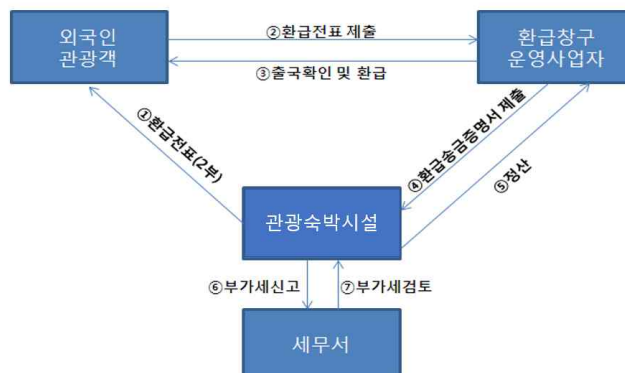 외국인
관광객
②환급전표 제출
③출국확인 및 환급
환급창구
운영사업자
①환급전표(2부)
④환급송금증명서 제출
⑤정산
관광숙박시설
⑥부가세신고
⑦부가세검토
세무서